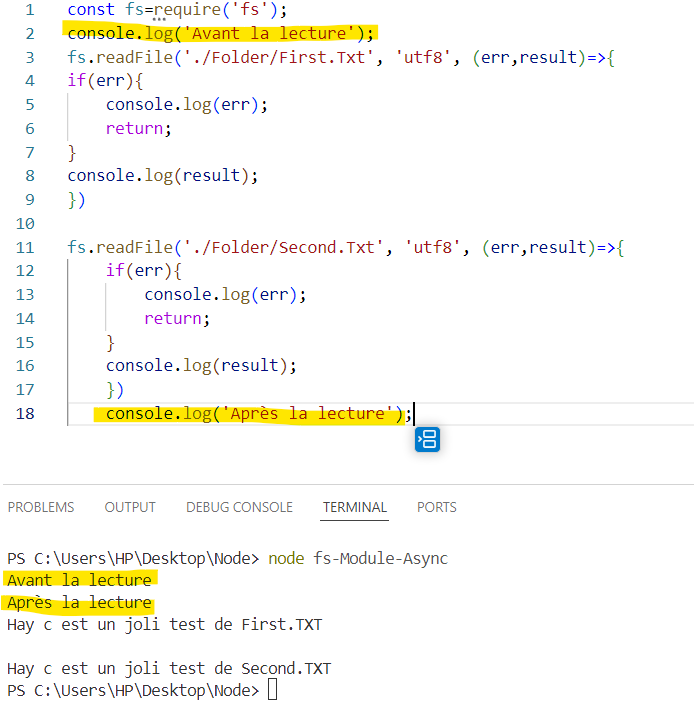 1 const fs=require('fs');
2 console.log('Avant la lecture');
3 fs.readFile('./Folder/First.Txt', 'utf8', (err,result)=>{
4 if(err){
5     console.log(err);
6     return;
7 }
8 console.log(result);
9 })
10
11 fs.readFile('./Folder/Second.Txt', 'utf8', (err,result)=>{
12     if(err){
13         console.log(err);
14         return;
15     }
16     console.log(result);
17     })
18     console.log('Après la lecture');
PROBLEMS OUTPUT DEBUG CONSOLE TERMINAL PORTS
PS C:\Users\HP\Desktop\Node> node fs-Module-Async
Avant la lecture
Après la lecture
Hay c est un joli test de First.TXT
Hay c est un joli test de Second.TXT
PS C:\Users\HP\Desktop\Node>